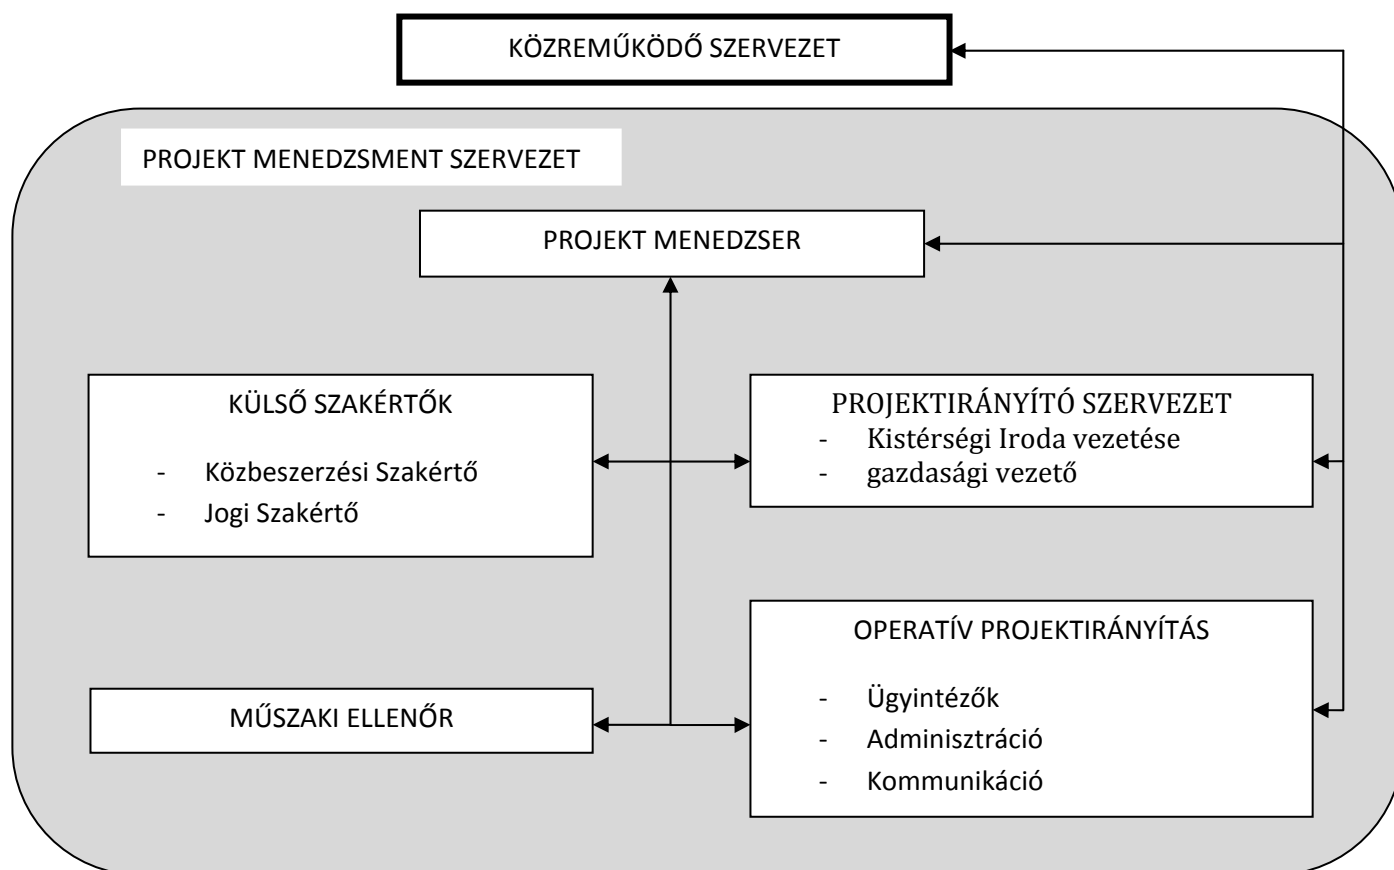 KÖZREMŰKÖDŐ SZERVEZET
PROJEKT MENEDZSMENT SZERVEZET
PROJEKT MENEDZSER
KÜLSŐ SZAKÉRTŐK
- Közbeszerzési Szakértő
- Jogi Szakértő
PROJEKTIRÁNYÍTÓ SZERVEZET
- Kistérségi Iroda vezetése
- gazdasági vezető
MŰSZAKI ELLENŐR
OPERATÍV PROJEKTIRÁNYÍTÁS
- Ügyintézők
- Adminisztráció
- Kommunikáció